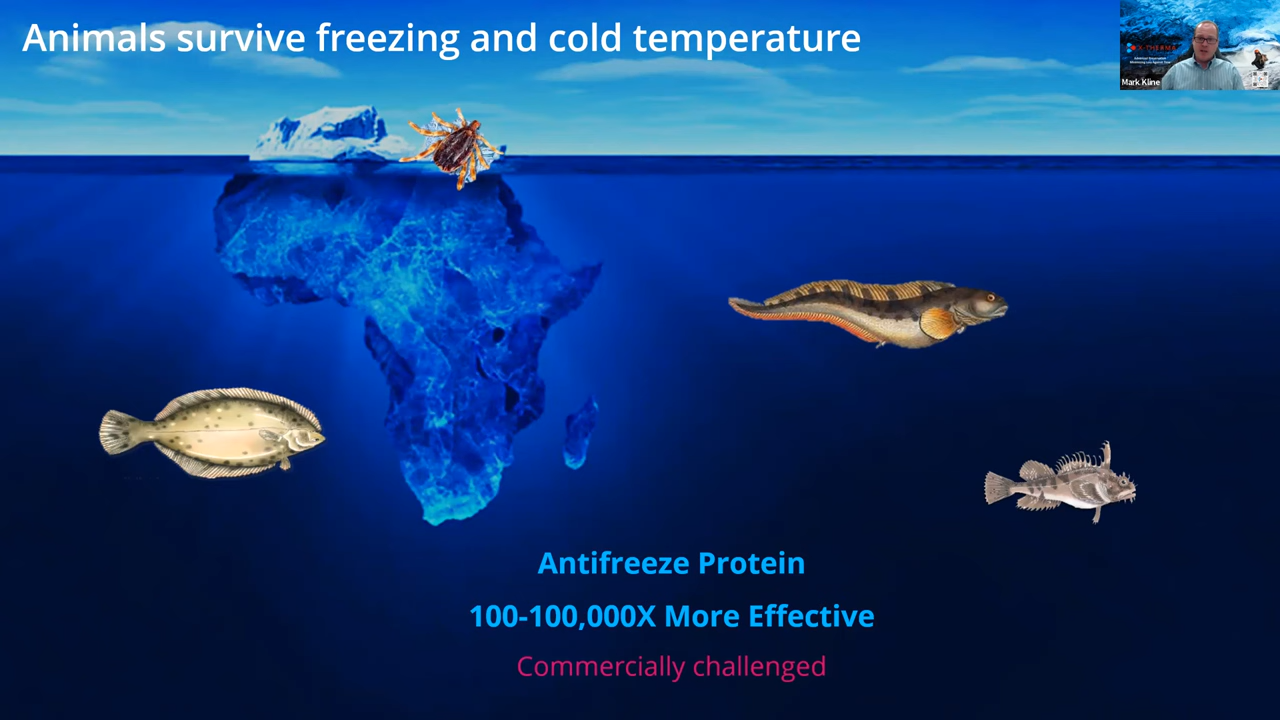 Animals survive freezing and cold temperature
Mark Kline
Antifreeze Protein
100-100,000X More Effective
Commercially challenged